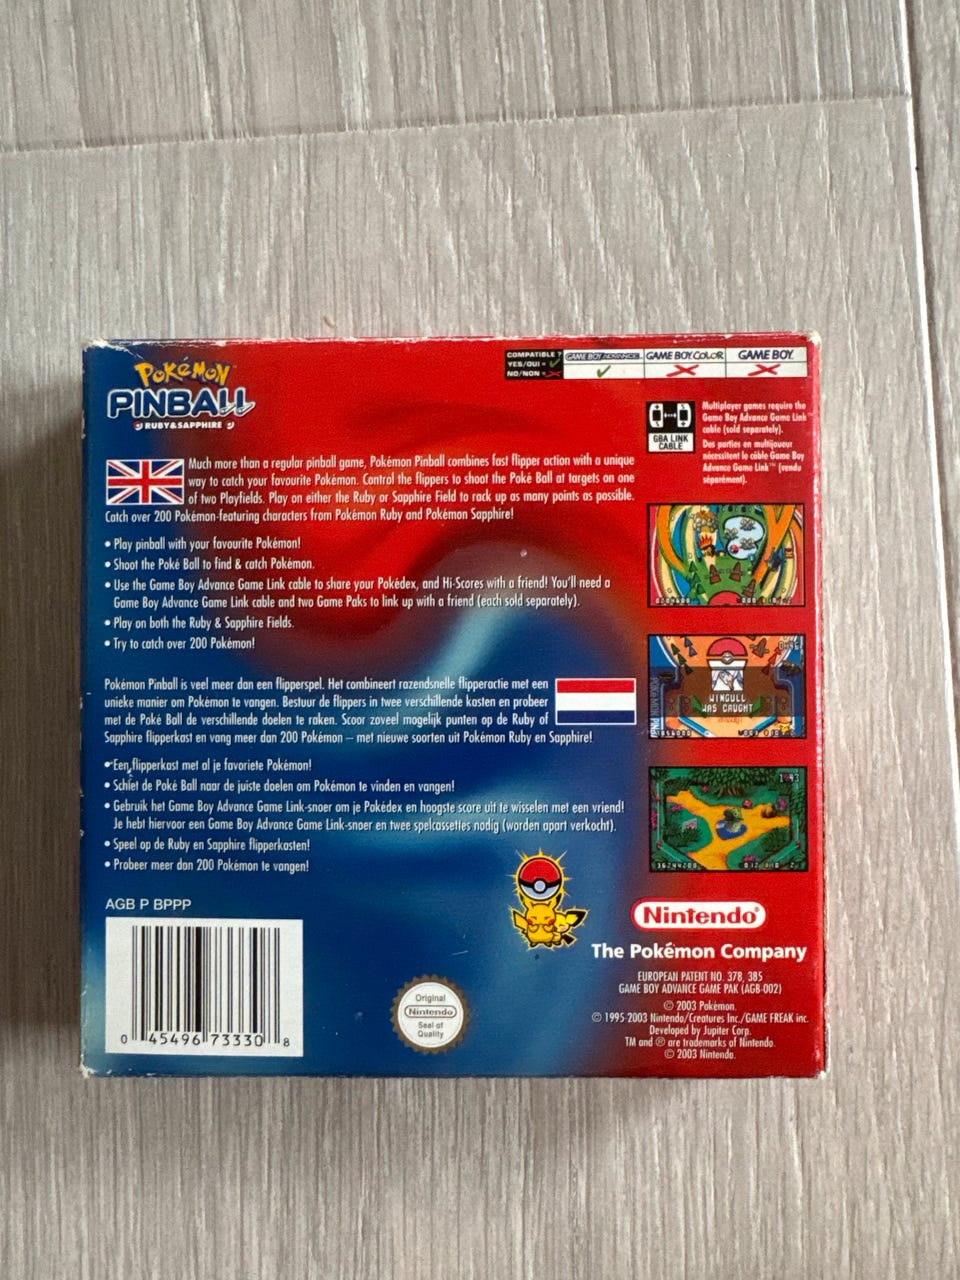 POKéMON
PINBALL
RUBY & SAPPHIRE
COMPATIBLE ?
YES/OUI =
NO/NON =
GAME BOY ADVANCE
GAME BOY COLOR
GAME BOY
GBA LINK
CABLE
Multiplayer games require the
Game Boy Advance Game Link™
cable (sold separately).
Des parties en multijoueur
nécessitent le câble Game Boy
Advance Game Link™ (vendu
séparément).
Much more than a regular pinball game, Pokémon Pinball combines fast flipper action with a unique
way to catch your favourite Pokémon. Control the flippers to shoot the Poké Ball at targets on one
of two Playfields. Play on either the Ruby or Sapphire Field to rack up as many points as possible.
Catch over 200 Pokémon-featuring characters from Pokémon Ruby and Pokémon Sapphire!
• Play pinball with your favourite Pokémon!
• Shoot the Poké Ball to find & catch Pokémon.
• Use the Game Boy Advance Game Link cable to share your Pokédex, and Hi-Scores with a friend! You'll need a
Game Boy Advance Game Link cable and two Game Paks to link up with a friend (each sold separately).
• Play on both the Ruby & Sapphire Fields.
• Try to catch over 200 Pokémon!
Pokémon Pinball is veel meer dan een flipperspel. Het combineert razendsnelle flipperactie met een
unieke manier om Pokémon te vangen. Bestuur de flippers in twee verschillende kasten en probeer
met de Poké Ball de verschillende doelen te raken. Scoor zoveel mogelijk punten op de Ruby of
Sapphire flipperkast en vang meer dan 200 Pokémon – met nieuwe soorten uit Pokémon Ruby en Sapphire!
• Een flipperkast met al je favoriete Pokémon!
• Schiet de Poké Ball naar de juiste doelen om Pokémon te vinden en vangen!
• Gebruik het Game Boy Advance Game Link-snoer om je Pokédex en hoogste score uit te wisselen met een vriend!
Je hebt hiervoor een Game Boy Advance Game Link-snoer en twee spelcassettes nodig (worden apart verkocht).
• Speel op de Ruby en Sapphire flipperkasten!
• Probeer meer dan 200 Pokémon te vangen!
WINGULL
WAS CAUGHT
1:43
AGB P BPPP
0 45496 73330 8
Original
Nintendo
Seal of
Quality
Nintendo®
The Pokémon Company
EUROPEAN PATENT NO. 378, 385
GAME BOY ADVANCE GAME PAK (AGB-002)
© 2003 Pokémon.
© 1995-2003 Nintendo/Creatures Inc./GAME FREAK inc.
Developed by Jupiter Corp.
TM and ® are trademarks of Nintendo.
© 2003 Nintendo.